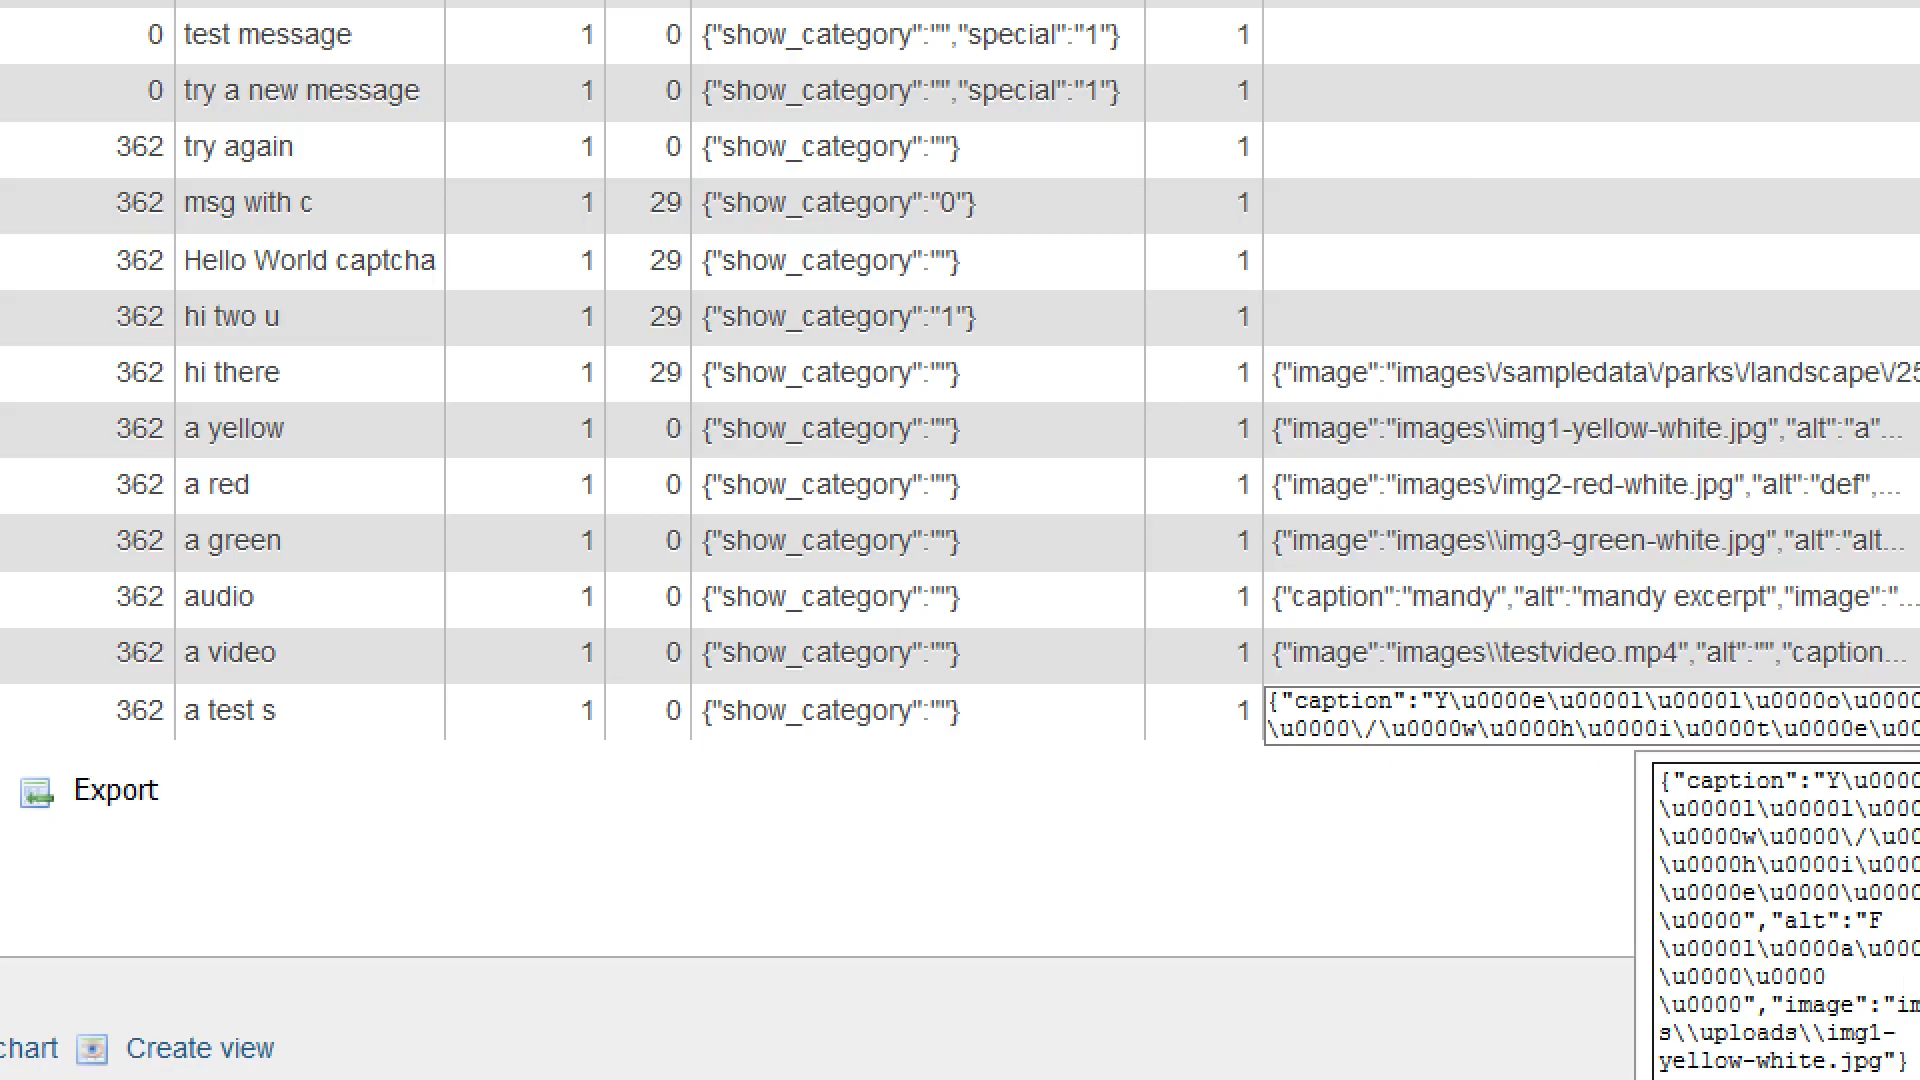 0 test message 1 0 {"show_category":"","special":"1"} 1
0 try a new message 1 0 {"show_category":"","special":"1"} 1
362 try again 1 0 {"show_category":""} 1
362 msg with c 1 29 {"show_category":"0"} 1
362 Hello World captcha 1 29 {"show_category":""} 1
362 hi two u 1 29 {"show_category":"1"} 1
362 hi there 1 29 {"show_category":""} 1 {"image":"images\/sampledata\/parks\/landscape\/25
362 a yellow 1 0 {"show_category":""} 1 {"image":"images\\img1-yellow-white.jpg","alt":"a"...
362 a red 1 0 {"show_category":""} 1 {"image":"images\/img2-red-white.jpg","alt":"def",...
362 a green 1 0 {"show_category":""} 1 {"image":"images\\img3-green-white.jpg","alt":"alt...
362 audio 1 0 {"show_category":""} 1 {"caption":"mandy","alt":"mandy excerpt","image":"...
362 a video 1 0 {"show_category":""} 1 {"image":"images\\testvideo.mp4","alt":"","caption...
362 a test s 1 0 {"show_category":""} 1 {"caption":"Y\u0000e\u0000l\u0000l\u0000o\u0000
\u0000\/\u0000w\u0000h\u0000i\u0000t\u0000e\u00
Export
{"caption":"Y\u0000
\u0000l\u0000l\u000
\u0000w\u0000\/\u00
\u0000h\u0000i\u000
\u0000e\u0000\u0000
\u0000","alt":"F
\u0000l\u0000a\u000
\u0000\u0000
\u0000","image":"im
s\\uploads\\img1-
yellow-white.jpg"}
chart Create view